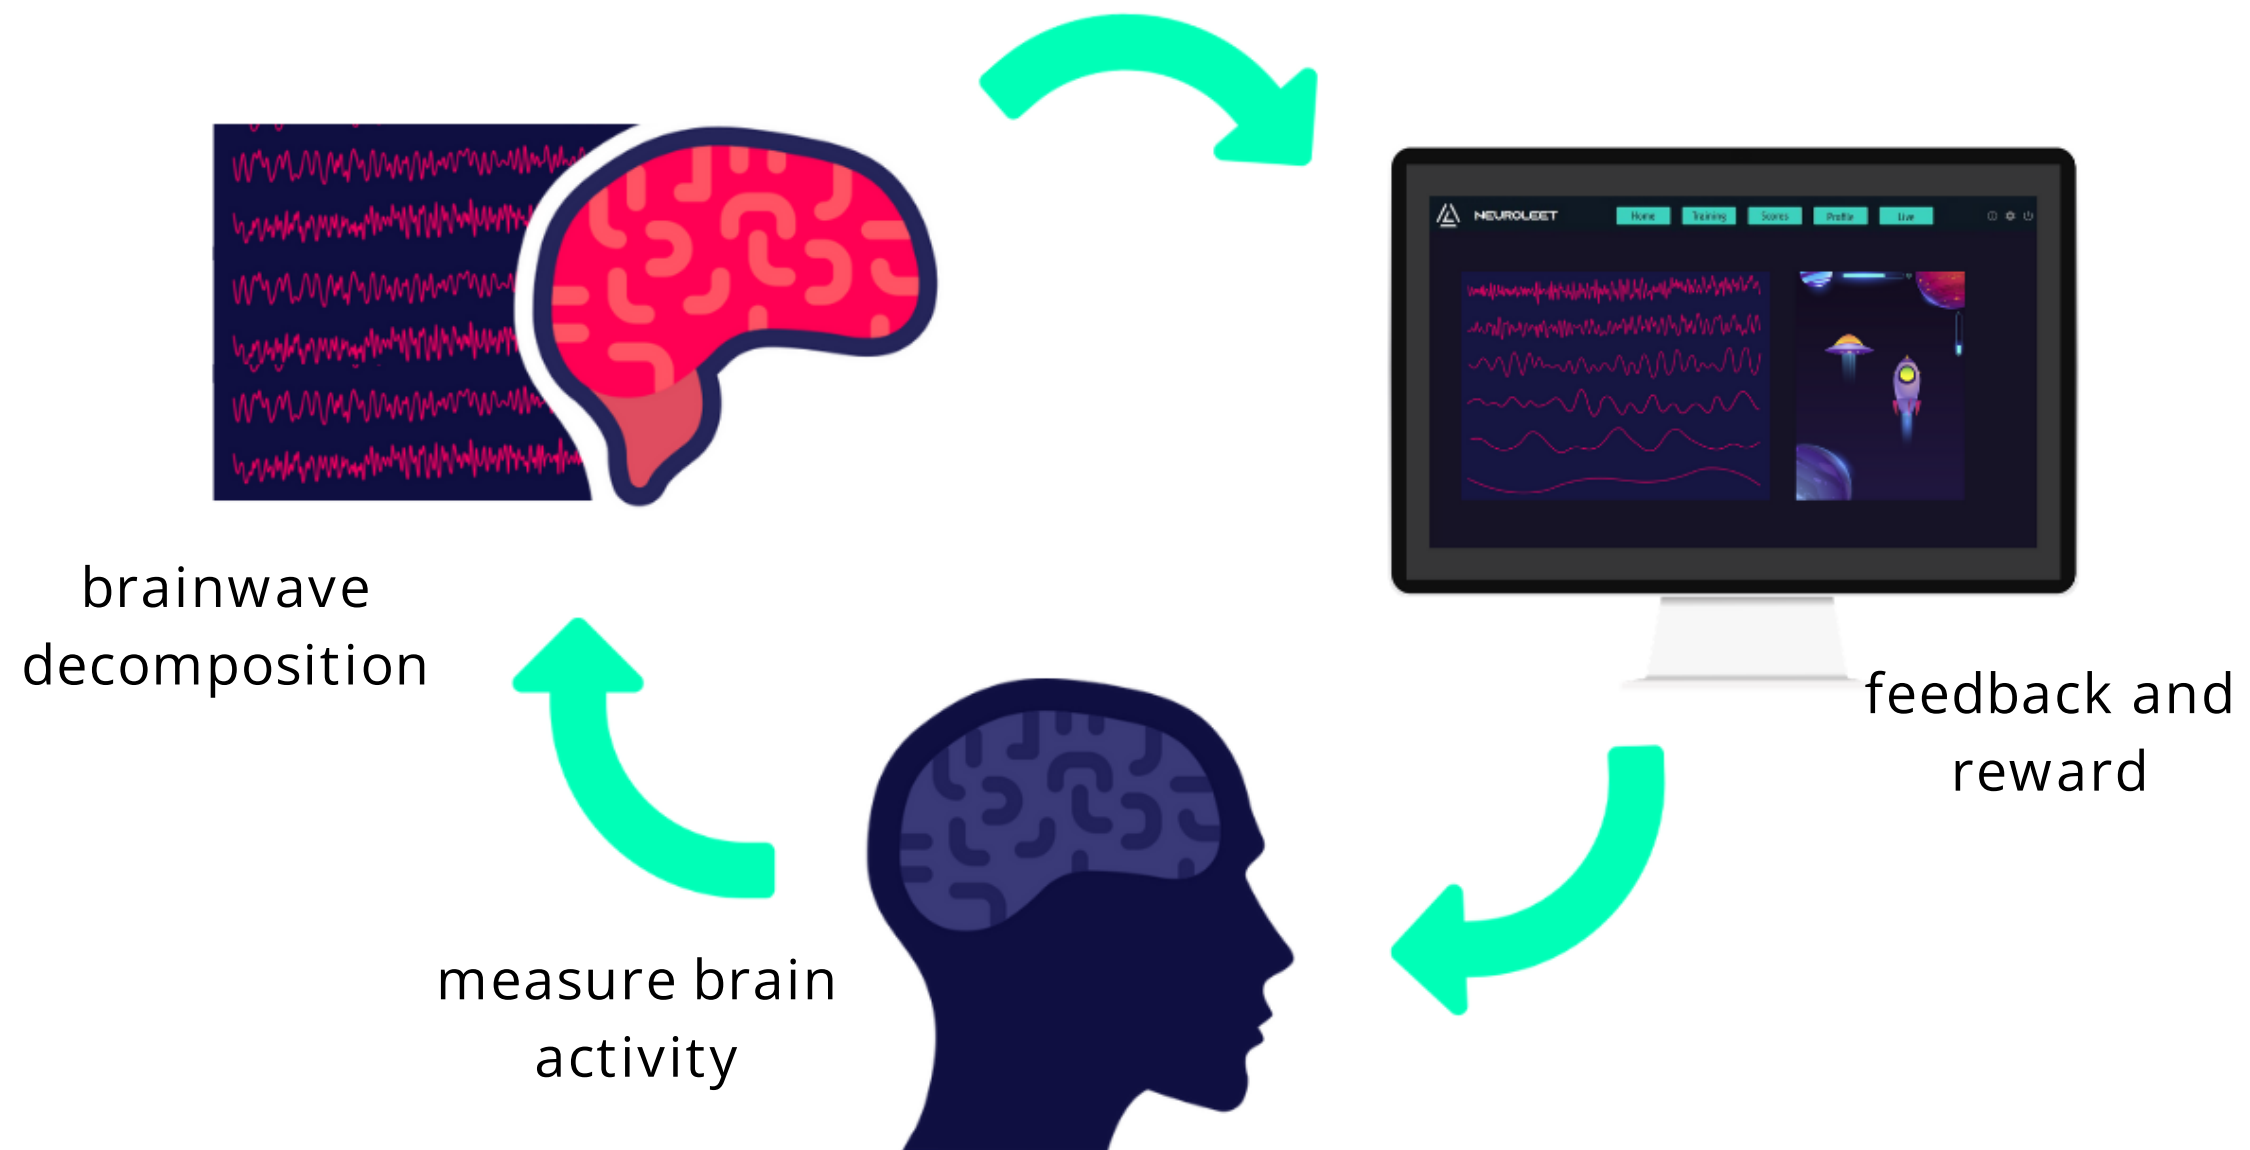 NEUROLEET
Home Training Scores Profile Live
brainwave
decomposition
feedback and
reward
measure brain
activity